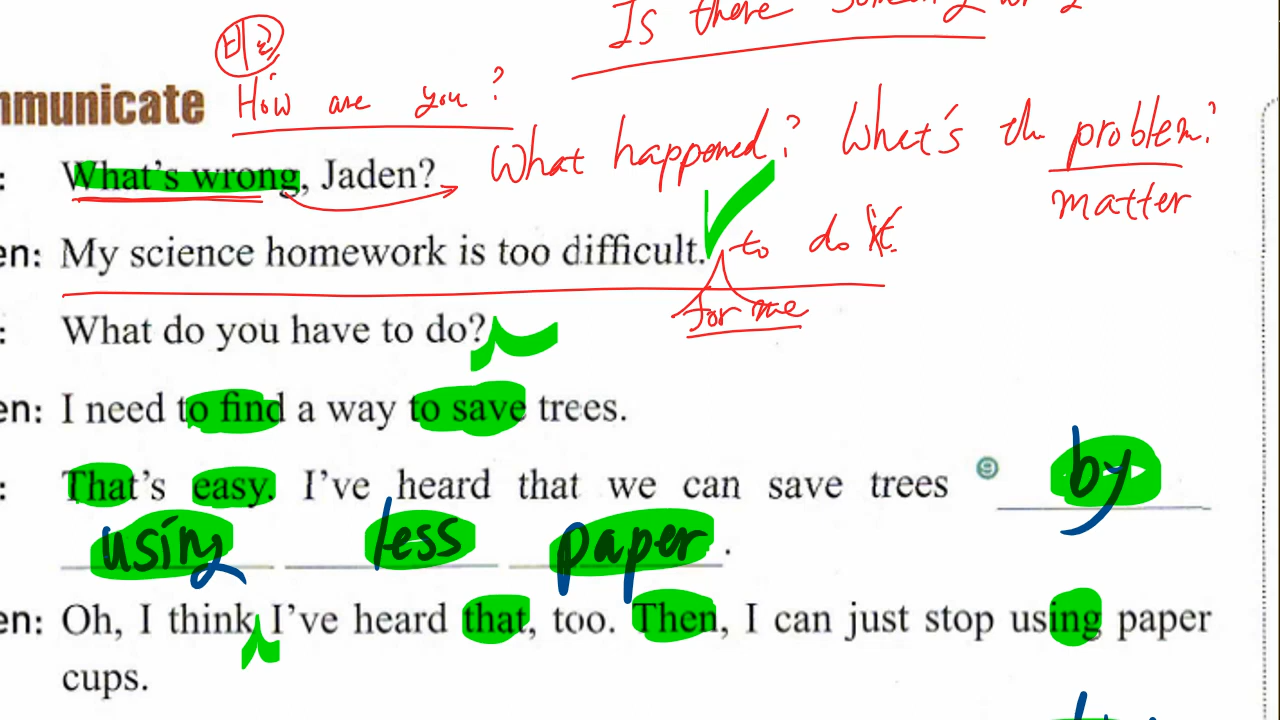 Is there
비교
How are you?
mmunicate
What happened? What's the problem?
: What's wrong, Jaden?
matter
en: My science homework is too difficult. to do it.
for me
: What do you have to do?
en: I need to find a way to save trees.
: That's easy. I've heard that we can save trees ⑨ by
using less paper.
en: Oh, I think I've heard that, too. Then, I can just stop using paper
cups.